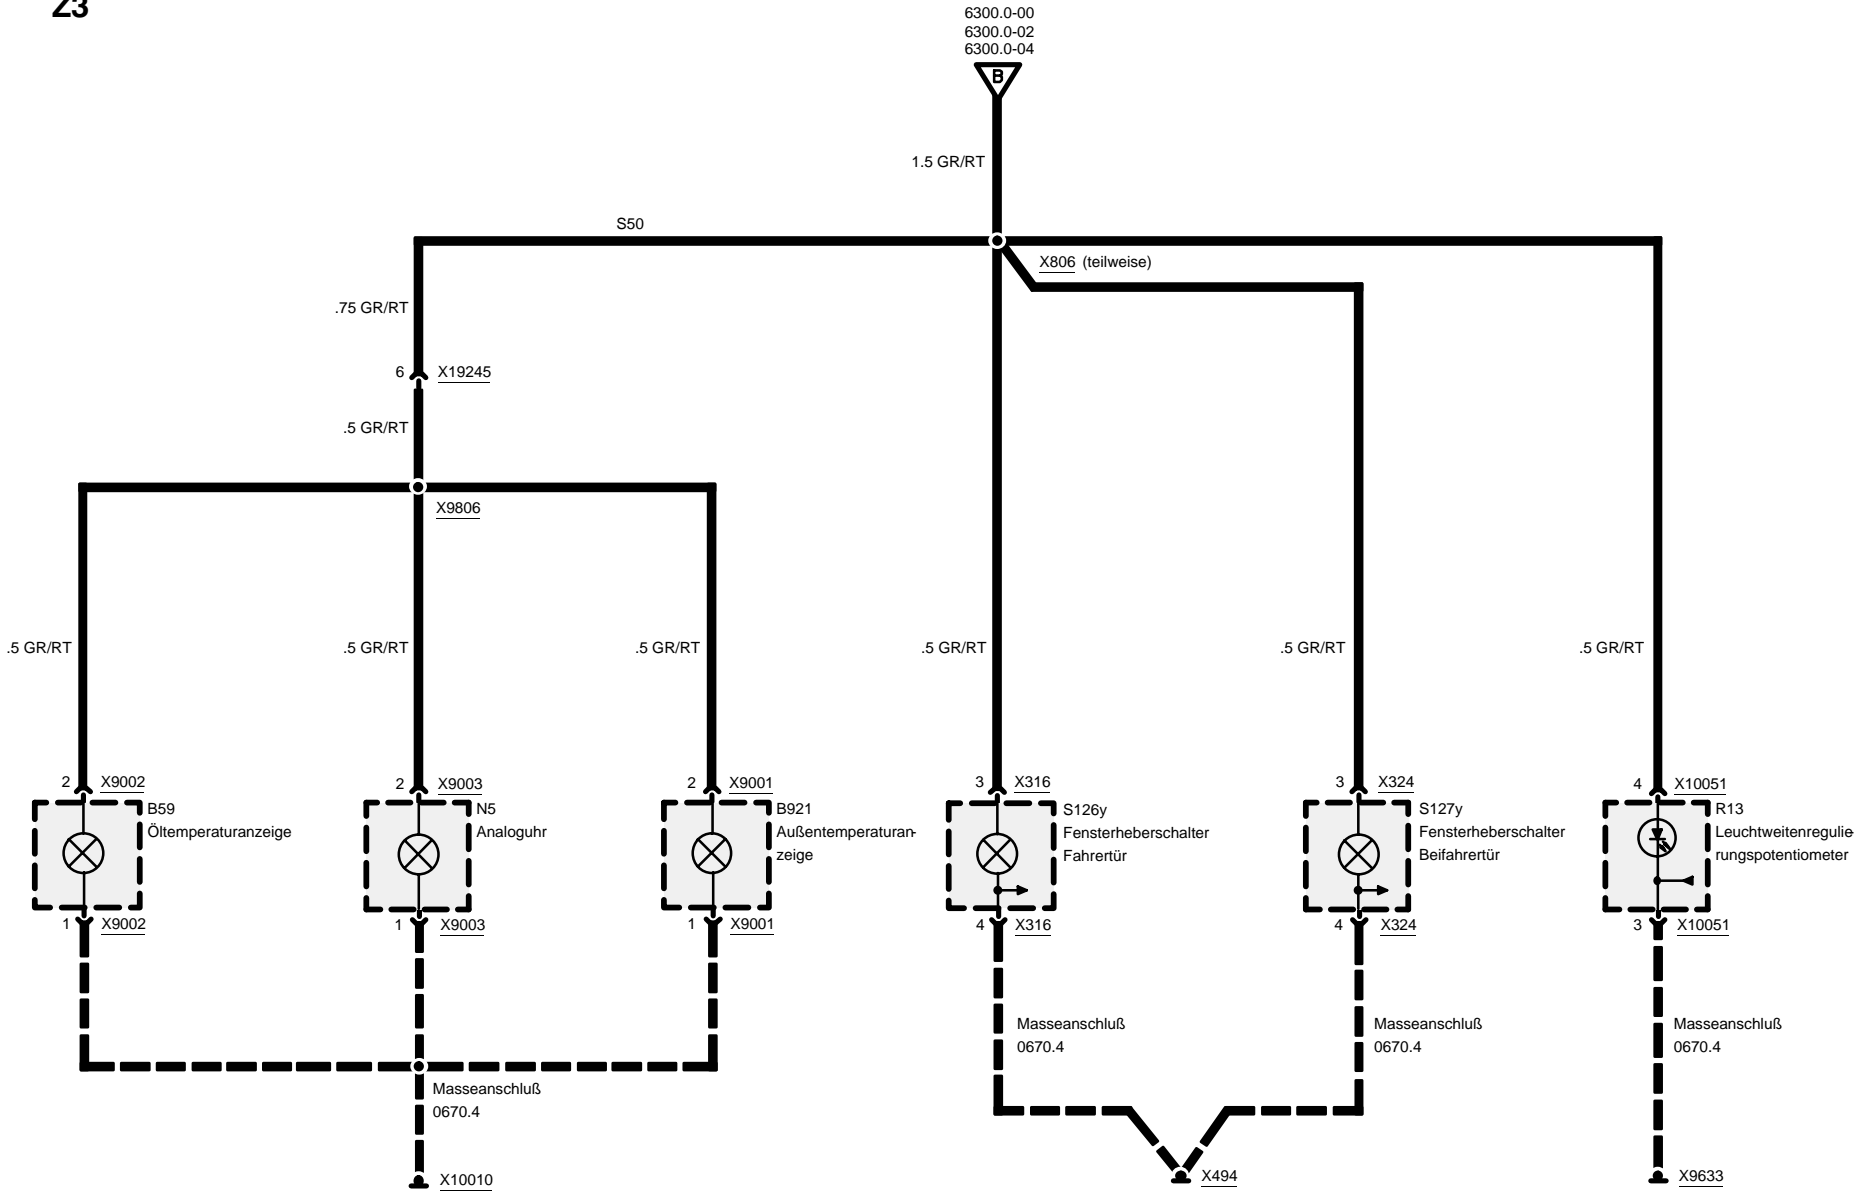 Z3
6300.0-00
6300.0-02
6300.0-04
B
1.5 GR/RT
S50
X806 (teilweise)
.75 GR/RT
6 X19245
.5 GR/RT
X9806
.5 GR/RT .5 GR/RT .5 GR/RT .5 GR/RT .5 GR/RT .5 GR/RT
2 X9002 2 X9003 2 X9001 3 X316 3 X324 4 X10051
B59
Öltemperaturanzeige
N5
Analoguhr
B921
Außentemperaturan-
zeige
S126y
Fensterheberschalter
Fahrertür
S127y
Fensterheberschalter
Beifahrertür
R13
Leuchtweitenregulie-
rungspotentiometer
1 X9002 1 X9003 1 X9001 4 X316 4 X324 3 X10051
Masseanschluß
0670.4
Masseanschluß
0670.4
Masseanschluß
0670.4
Masseanschluß
0670.4
X10010 X494 X9633